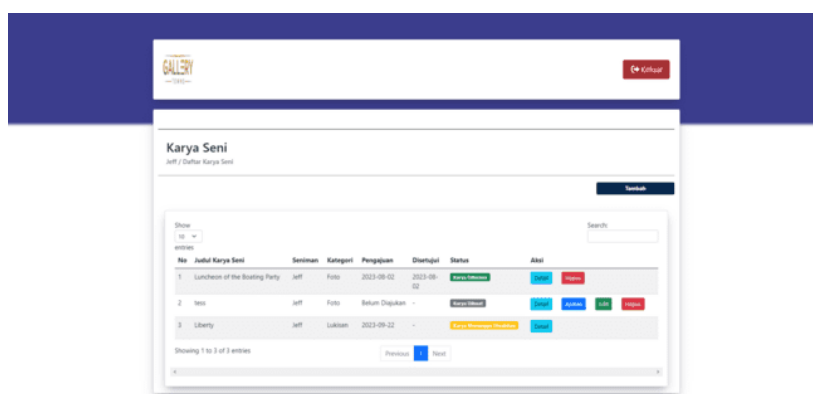 GALLERY
Keluar
Karya Seni
Jeff / Daftar Karya Seni
Tambah
Show
10
entries
Search:
No Judul Karya Seni Seniman Kategori Pengajuan Disetujui Status Aksi
1 Luncheon of the Boating Party Jeff Foto 2023-08-02 2023-08-02 Karya Detail Hapus
2 tess Jeff Foto Belum Diajukan - Karya Dibuat Detail Ajukan Edit Hapus
3 Liberty Jeff Lukisan 2023-09-22 - Karya Detail
Showing 1 to 3 of 3 entries
Previous 1 Next